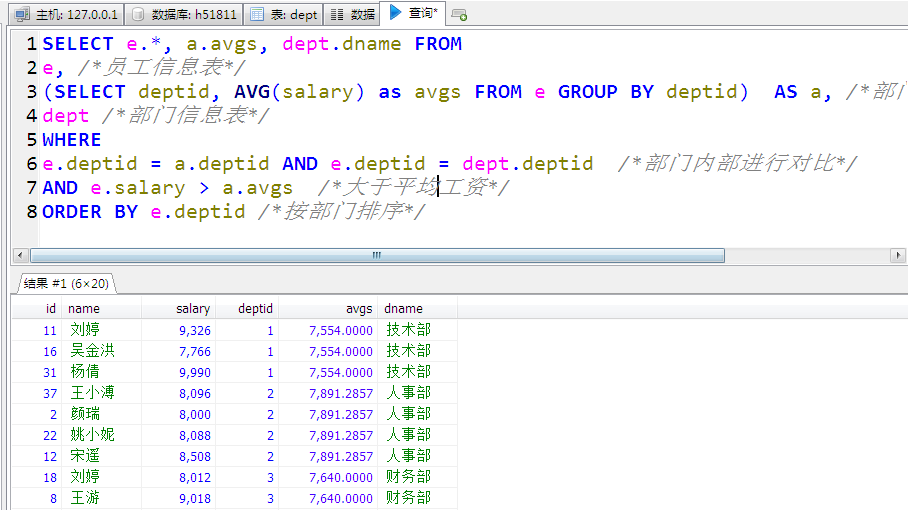 主机: 127.0.0.1 数据库: h51811 表: dept 数据 查询*
1 SELECT e.*, a.avgs, dept.dname FROM
2 e, /*员工信息表*/
3 (SELECT deptid, AVG(salary) as avgs FROM e GROUP BY deptid)  AS a, /*部门
4 dept /*部门信息表*/
5 WHERE
6 e.deptid = a.deptid AND e.deptid = dept.deptid  /*部门内部进行对比*/
7 AND e.salary > a.avgs  /*大于平均工资*/
8 ORDER BY e.deptid /*按部门排序*/
结果 #1 (6×20)
id name salary deptid avgs dname
11 刘婷 9,326 1 7,554.0000 技术部
16 吴金洪 7,766 1 7,554.0000 技术部
31 杨倩 9,990 1 7,554.0000 技术部
37 王小溥 8,096 2 7,891.2857 人事部
2 颜瑞 8,000 2 7,891.2857 人事部
22 姚小妮 8,088 2 7,891.2857 人事部
12 宋遥 8,508 2 7,891.2857 人事部
18 刘婷 8,012 3 7,640.0000 财务部
8 王游 9,018 3 7,640.0000 财务部